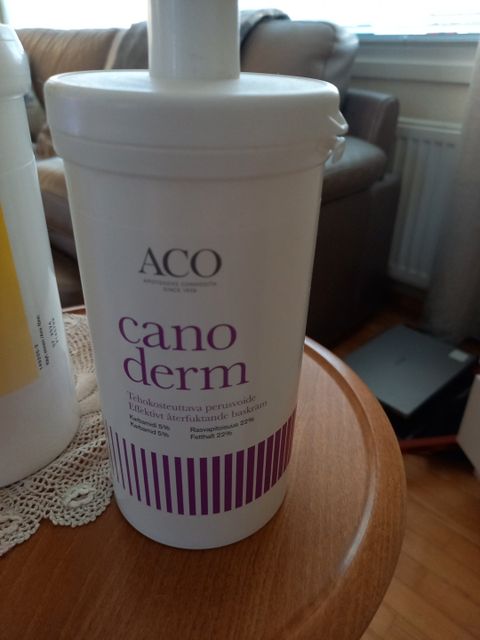 ACO
SINCE 1939
cano
derm
Tehokosteuttava perusvoide
Effektivt återfuktande baskräm
Karbamidi 5% Rasvapitoisuus 22%
Karbamid 5% Fetthalt 22%